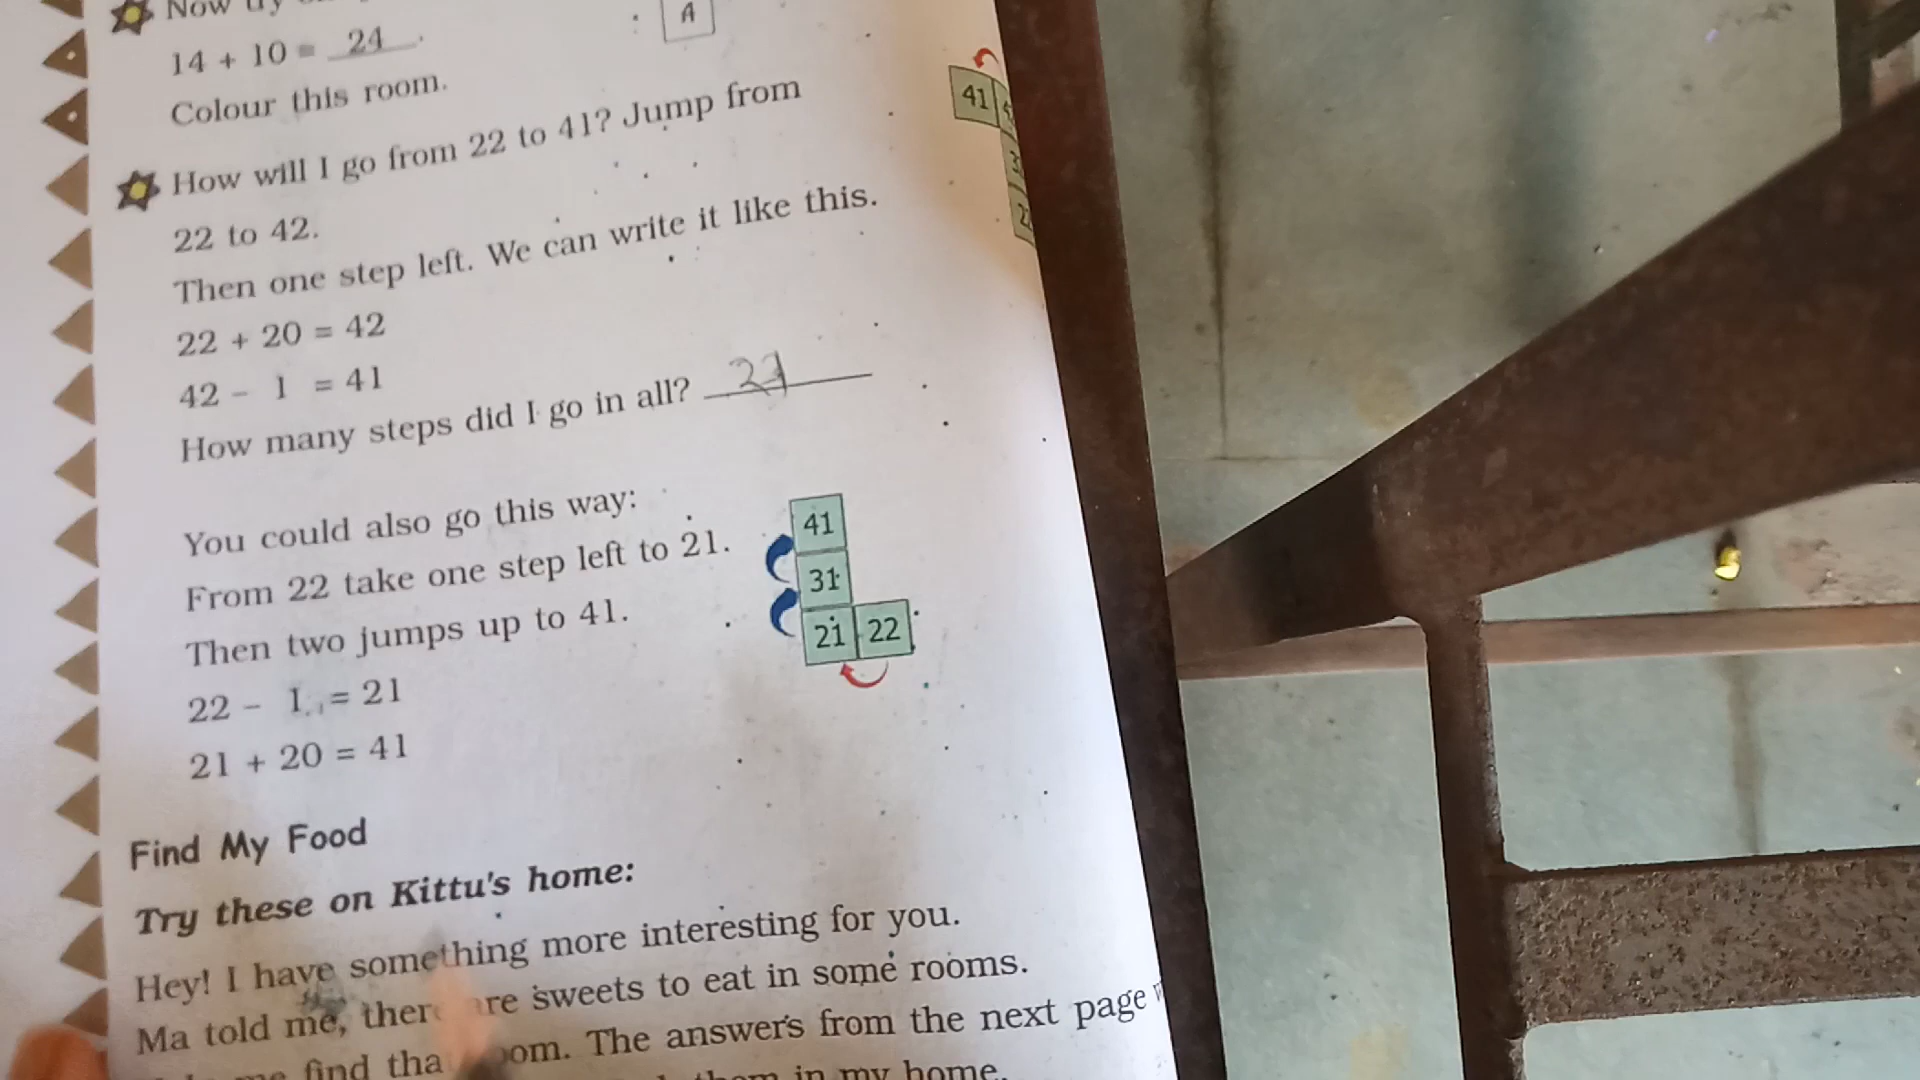 Now
14 + 10 = 24.
Colour this room.
A
How will I go from 22 to 41? Jump from
22 to 42.
Then one step left. We can write it like this.
22 + 20 = 42
42 - 1 = 41
How many steps did I go in all?
41
You could also go this way:
From 22 take one step left to 21.
Then two jumps up to 41.
22 - 1 = 21
21 + 20 = 41
41
31
21 22
Find My Food
Try these on Kittu's home:
Hey! I have something more interesting for you.
Ma told me, sweets to eat in some rooms.
find The answers from the next page
in my home.